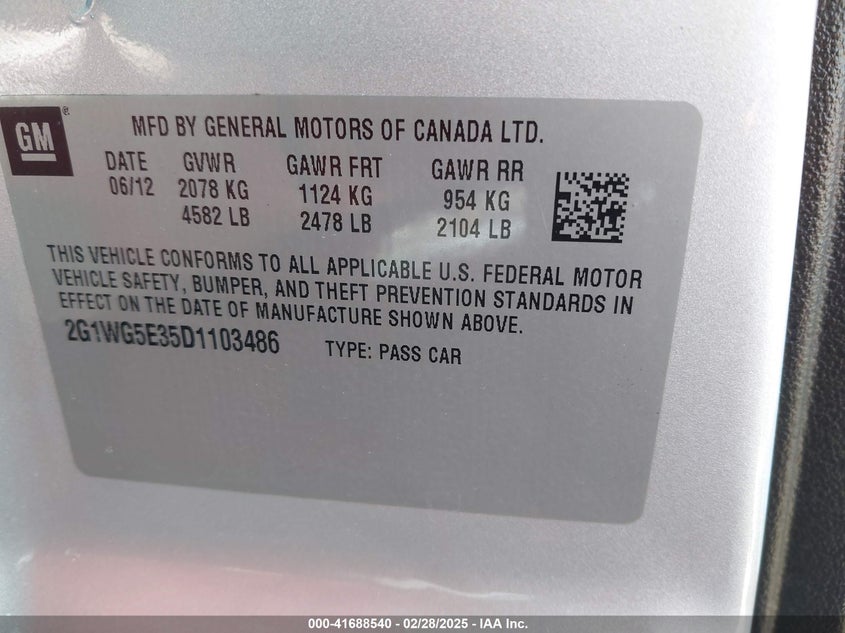 GM®
MFD BY GENERAL MOTORS OF CANADA LTD.
DATE GVWR GAWR FRT GAWR RR
06/12 2078 KG 1124 KG 954 KG
4582 LB 2478 LB 2104 LB
THIS VEHICLE CONFORMS TO ALL APPLICABLE U.S. FEDERAL MOTOR
VEHICLE SAFETY, BUMPER, AND THEFT PREVENTION STANDARDS IN
EFFECT ON THE DATE OF MANUFACTURE SHOWN ABOVE.
2G1WG5E35D1103486 TYPE: PASS CAR
000-41688540 - 02/28/2025 - IAA Inc.